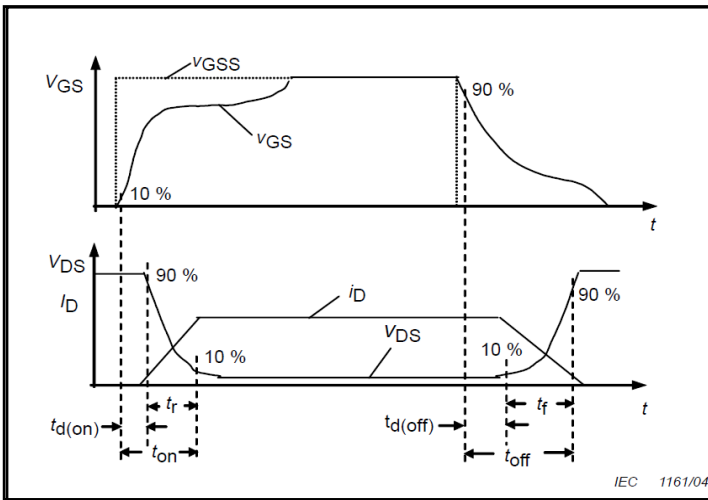 vGSS
VGS
90 %
vGS
10 %
t
VDS
90 %
ID
iD
90 %
VDS
10 %
10 %
tr
tf
t
td(on)
td(off)
ton
toff
IEC 1161/04